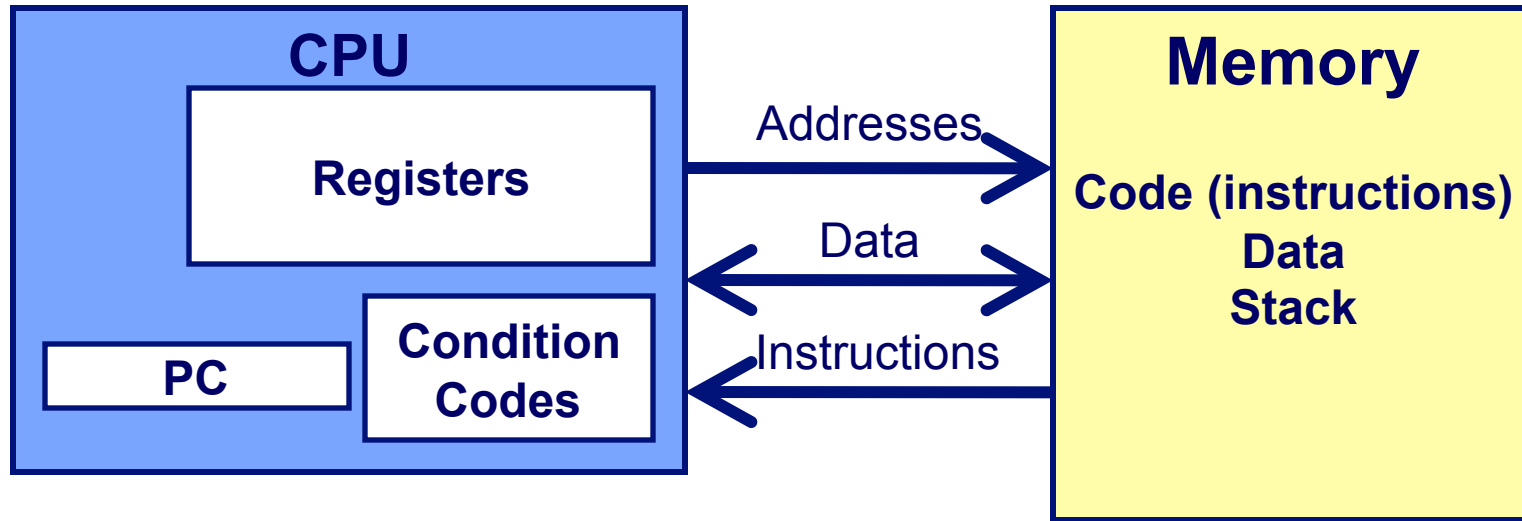 CPU
Registers
PC
Condition
Codes
Addresses
Data
Instructions
Memory
Code (instructions)
Data
Stack